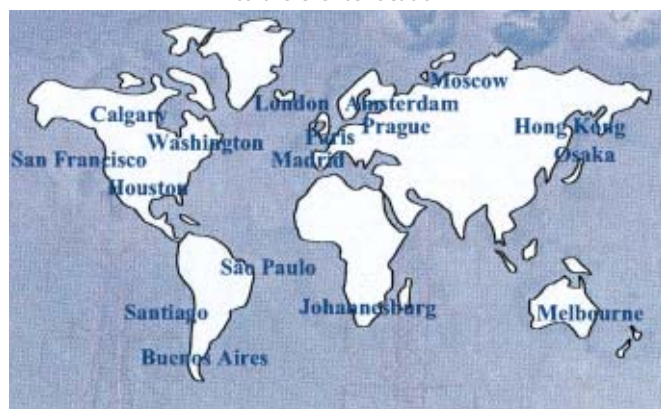 Moscow
London
Amsterdam
Calgary
Prague
Hong Kong
Washington
Paris
San Francisco
Madrid
Osaka
Houston
São Paulo
Santiago
Johannesburg
Melbourne
Buenos Aires